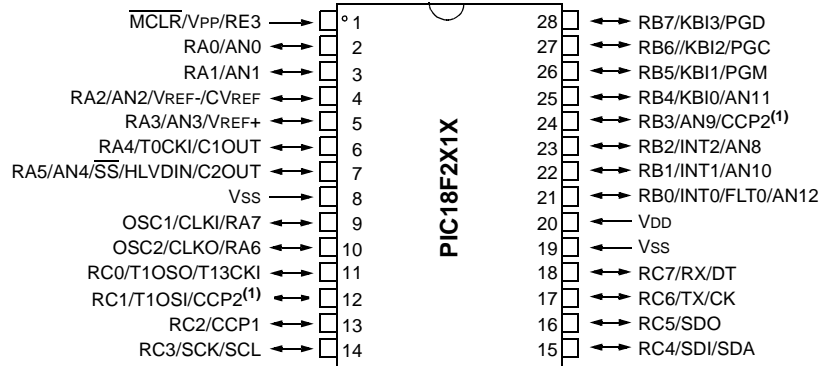 MCLR/VPP/RE3
RA0/AN0
RA1/AN1
RA2/AN2/VREF-/CVREF
RA3/AN3/VREF+
RA4/T0CKI/C1OUT
RA5/AN4/SS/HLVDIN/C2OUT
VSS
OSC1/CLKI/RA7
OSC2/CLKO/RA6
RC0/T1OSO/T13CKI
RC1/T1OSI/CCP2(1)
RC2/CCP1
RC3/SCK/SCL
1
2
3
4
5
6
7
8
9
10
11
12
13
14
PIC18F2X1X
28
27
26
25
24
23
22
21
20
19
18
17
16
15
RB7/KBI3/PGD
RB6//KBI2/PGC
RB5/KBI1/PGM
RB4/KBI0/AN11
RB3/AN9/CCP2(1)
RB2/INT2/AN8
RB1/INT1/AN10
RB0/INT0/FLT0/AN12
VDD
VSS
RC7/RX/DT
RC6/TX/CK
RC5/SDO
RC4/SDI/SDA